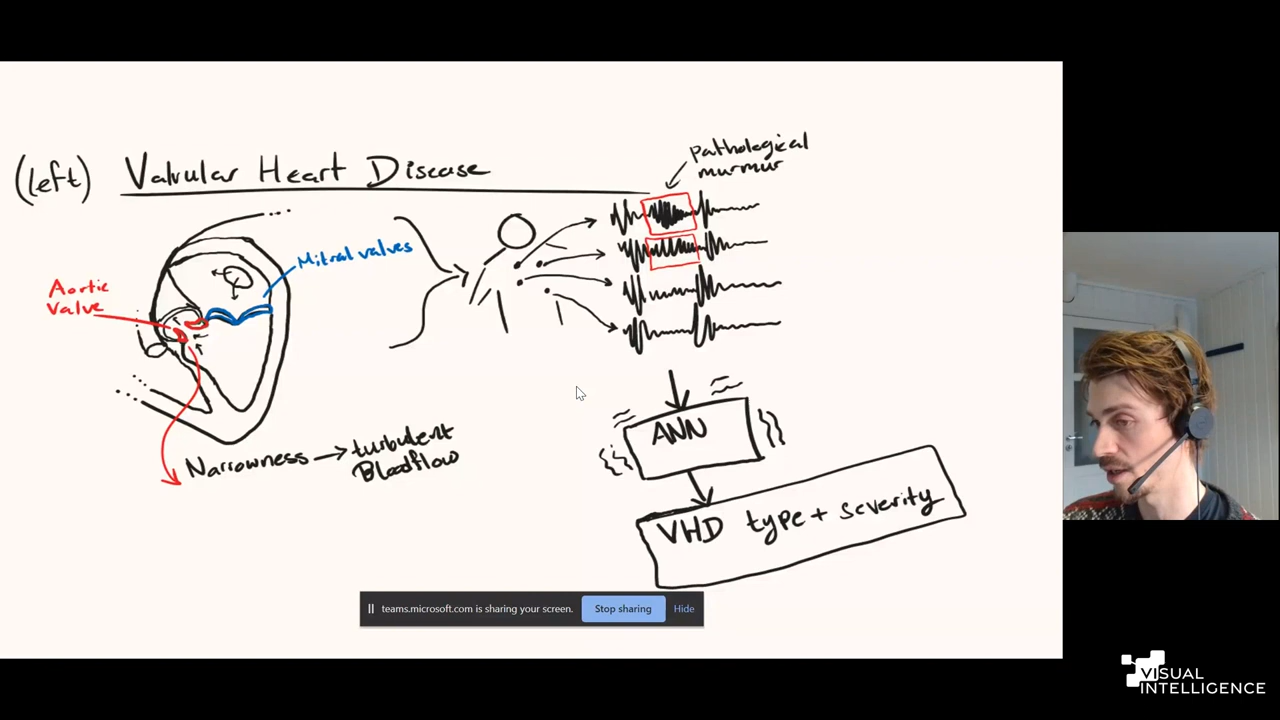 (left) Valvular Heart Disease
pathological
murmur
Mitral valves
Aortic
Valve
Narrowness → turbulent
Bloodflow
ANN
VHD type + severity
teams.microsoft.com is sharing your screen. Stop sharing Hide
VISUAL
INTELLIGENCE